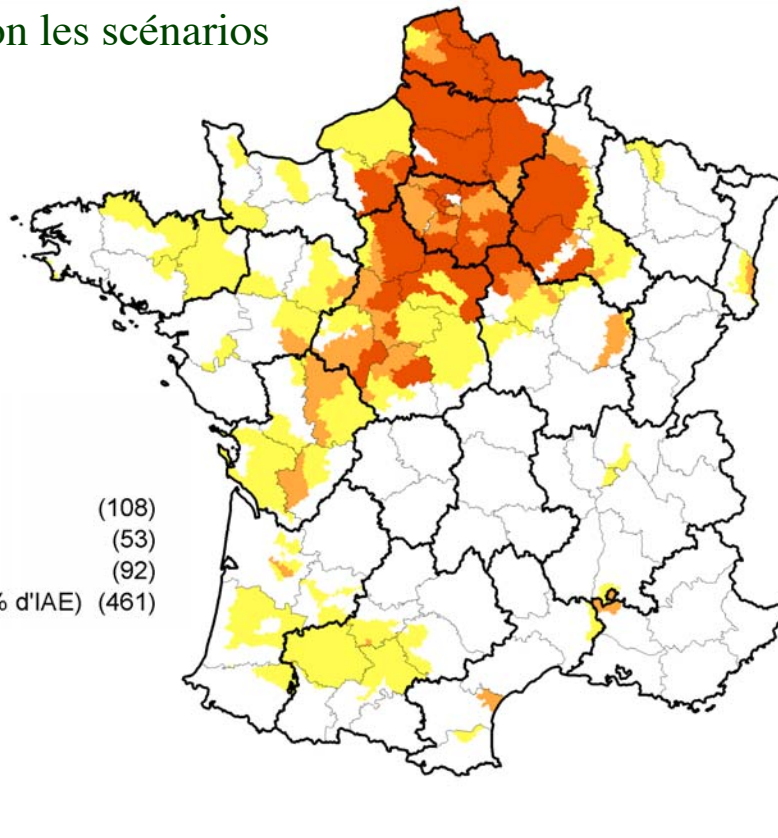 on les scénarios
(108)
(53)
(92)
% d'IAE) (461)